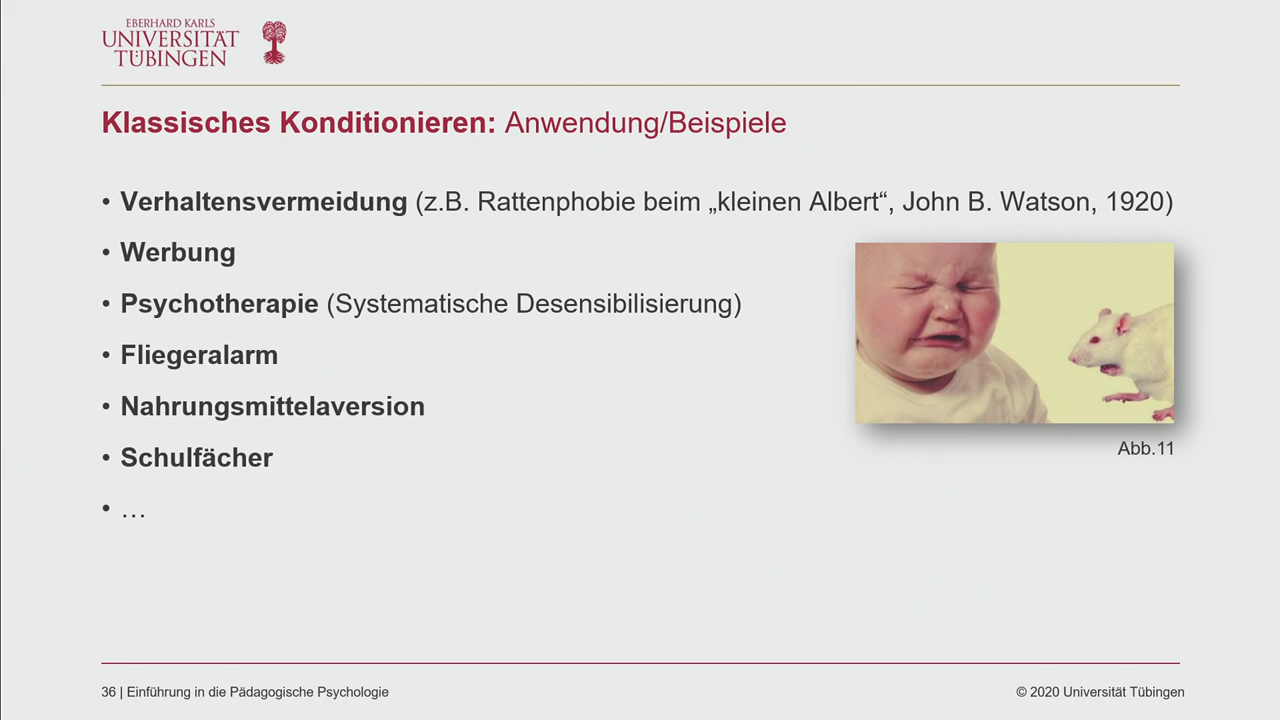 EBERHARD KARLS
UNIVERSITÄT
TÜBINGEN
Klassisches Konditionieren: Anwendung/Beispiele
• Verhaltensvermeidung (z.B. Rattenphobie beim „kleinen Albert“, John B. Watson, 1920)
• Werbung
• Psychotherapie (Systematische Desensibilisierung)
• Fliegeralarm
• Nahrungsmittelaversion
• Schulfächer
• …
Abb.11
36 | Einführung in die Pädagogische Psychologie
© 2020 Universität Tübingen